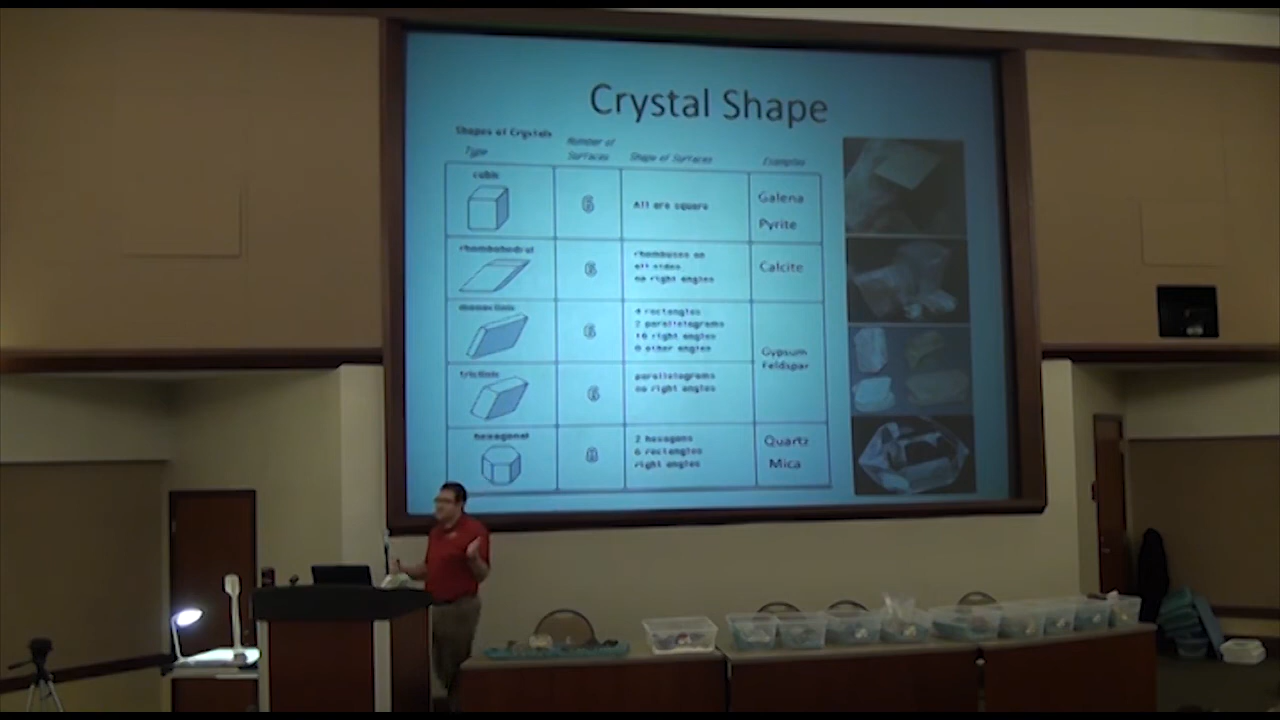 Crystal Shape
Shapes of Crystals
Type
Number of Surfaces
Shape of Surfaces
Examples
cubic
6
All are square
Galena
Pyrite
rhombohedral
6
rhombuses on
all sides
no right angles
Calcite
monoclinic
6
4 rectangles
2 parallelograms
16 right angles
8 other angles
Gypsum
Feldspar
triclinic
6
parallelograms
no right angles
hexagonal
8
2 hexagons
6 rectangles
right angles
Quartz
Mica